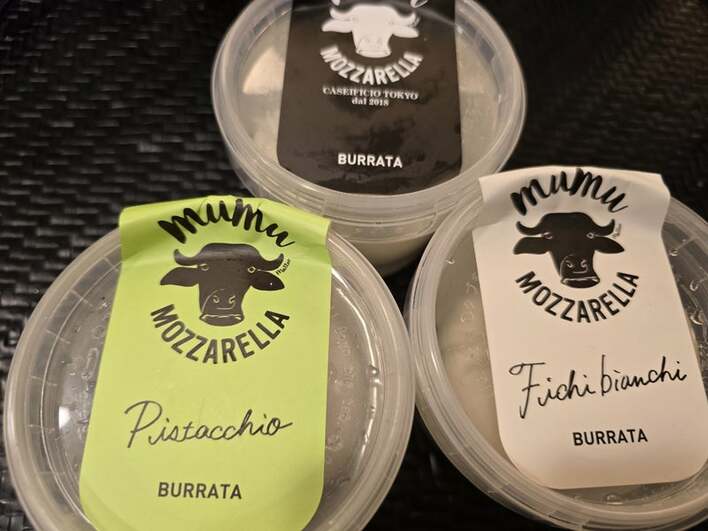 MOZZARELLA
CASEIFICIO TOKYO
dal 2018
BURRATA
mumu
MOZZARELLA
Pistacchio
BURRATA
mumu
MOZZARELLA
Fichi bianchi
BURRATA